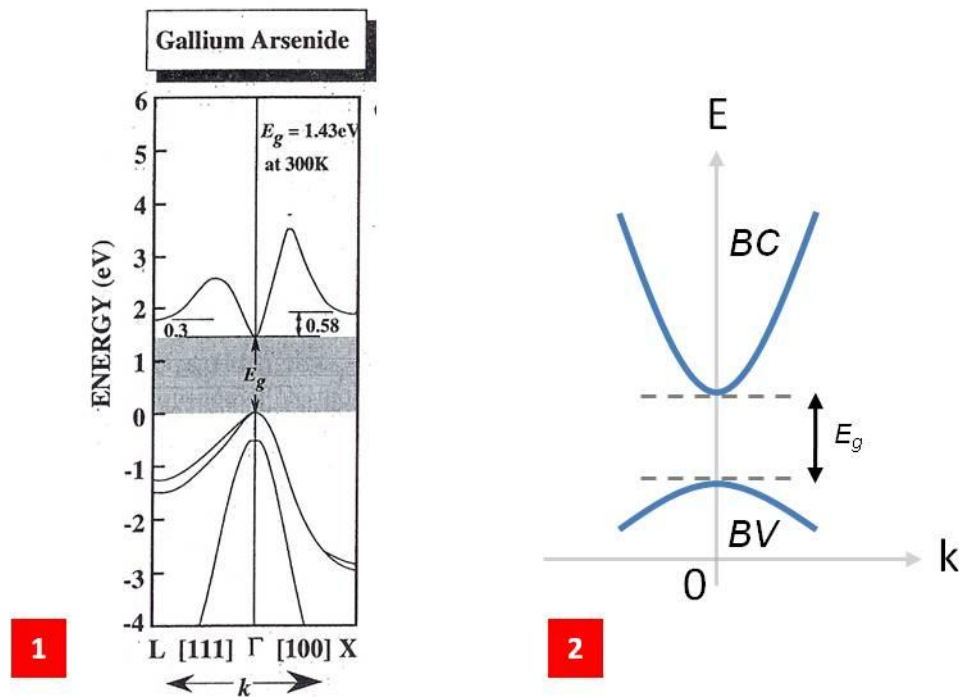 Gallium Arsenide
6
E_g = 1.43eV
at 300K
5
4
3
2
0.3
0.58
1
E_g
0
-1
-2
-3
-4
ENERGY (eV)
L [111] Γ [100] X
k
1
E
BC
E_g
BV
0
k
2